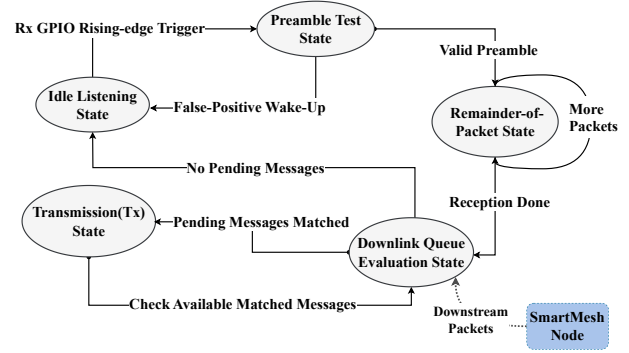 Rx GPIO Rising-edge Trigger
Preamble Test
State
Valid Preamble
Idle Listening
State
False-Positive Wake-Up
Remainder-of-
Packet State
More
Packets
No Pending Messages
Reception Done
Transmission(Tx)
State
Pending Messages Matched
Downlink Queue
Evaluation State
Check Available Matched Messages
Downstream
Packets
SmartMesh
Node